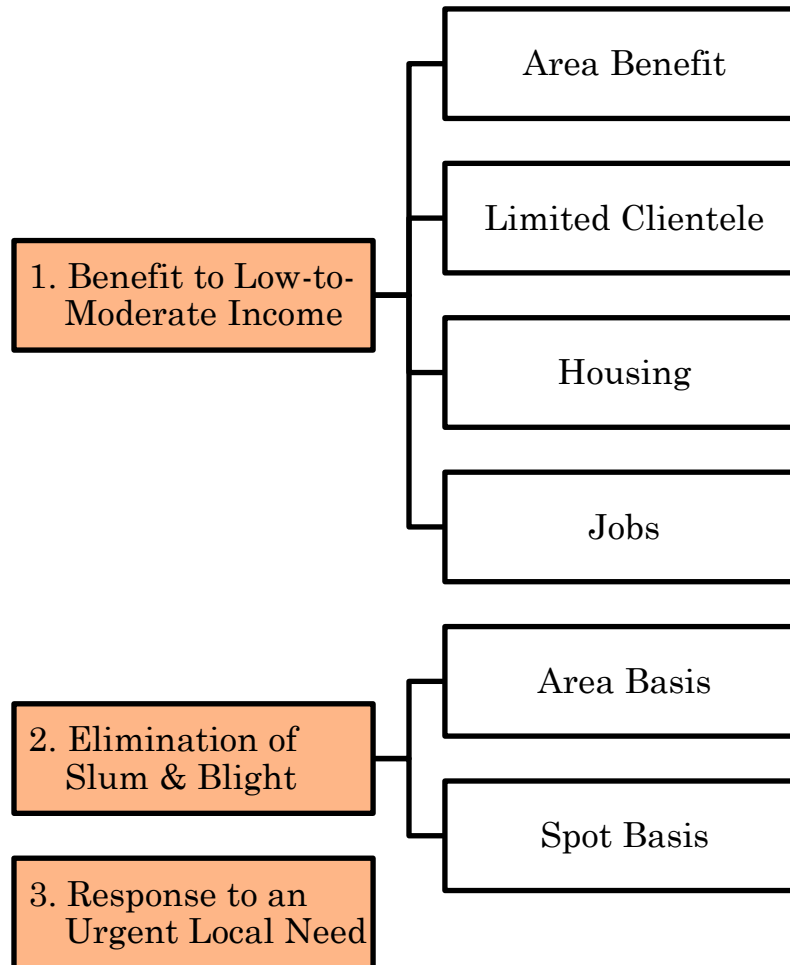 1. Benefit to Low-to-
Moderate Income
Area Benefit
Limited Clientele
Housing
Jobs
2. Elimination of
Slum & Blight
Area Basis
Spot Basis
3. Response to an
Urgent Local Need